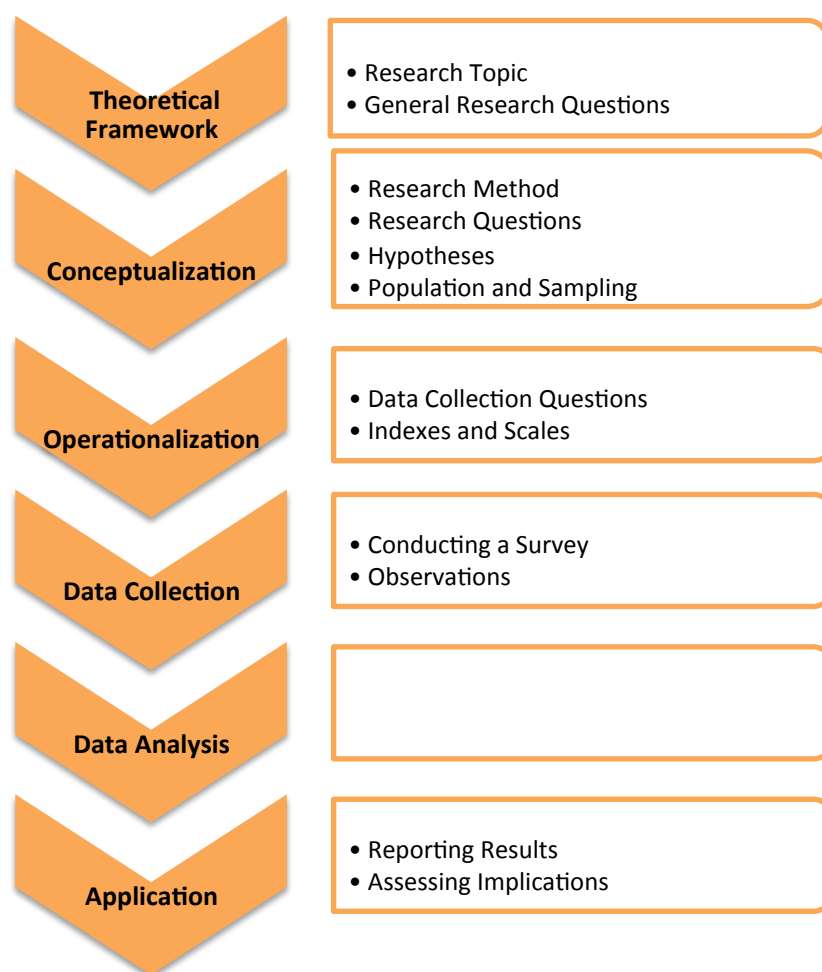 Theoretical
Framework
• Research Topic
• General Research Questions
Conceptualization
• Research Method
• Research Questions
• Hypotheses
• Population and Sampling
Operationalization
• Data Collection Questions
• Indexes and Scales
Data Collection
• Conducting a Survey
• Observations
Data Analysis
Application
• Reporting Results
• Assessing Implications